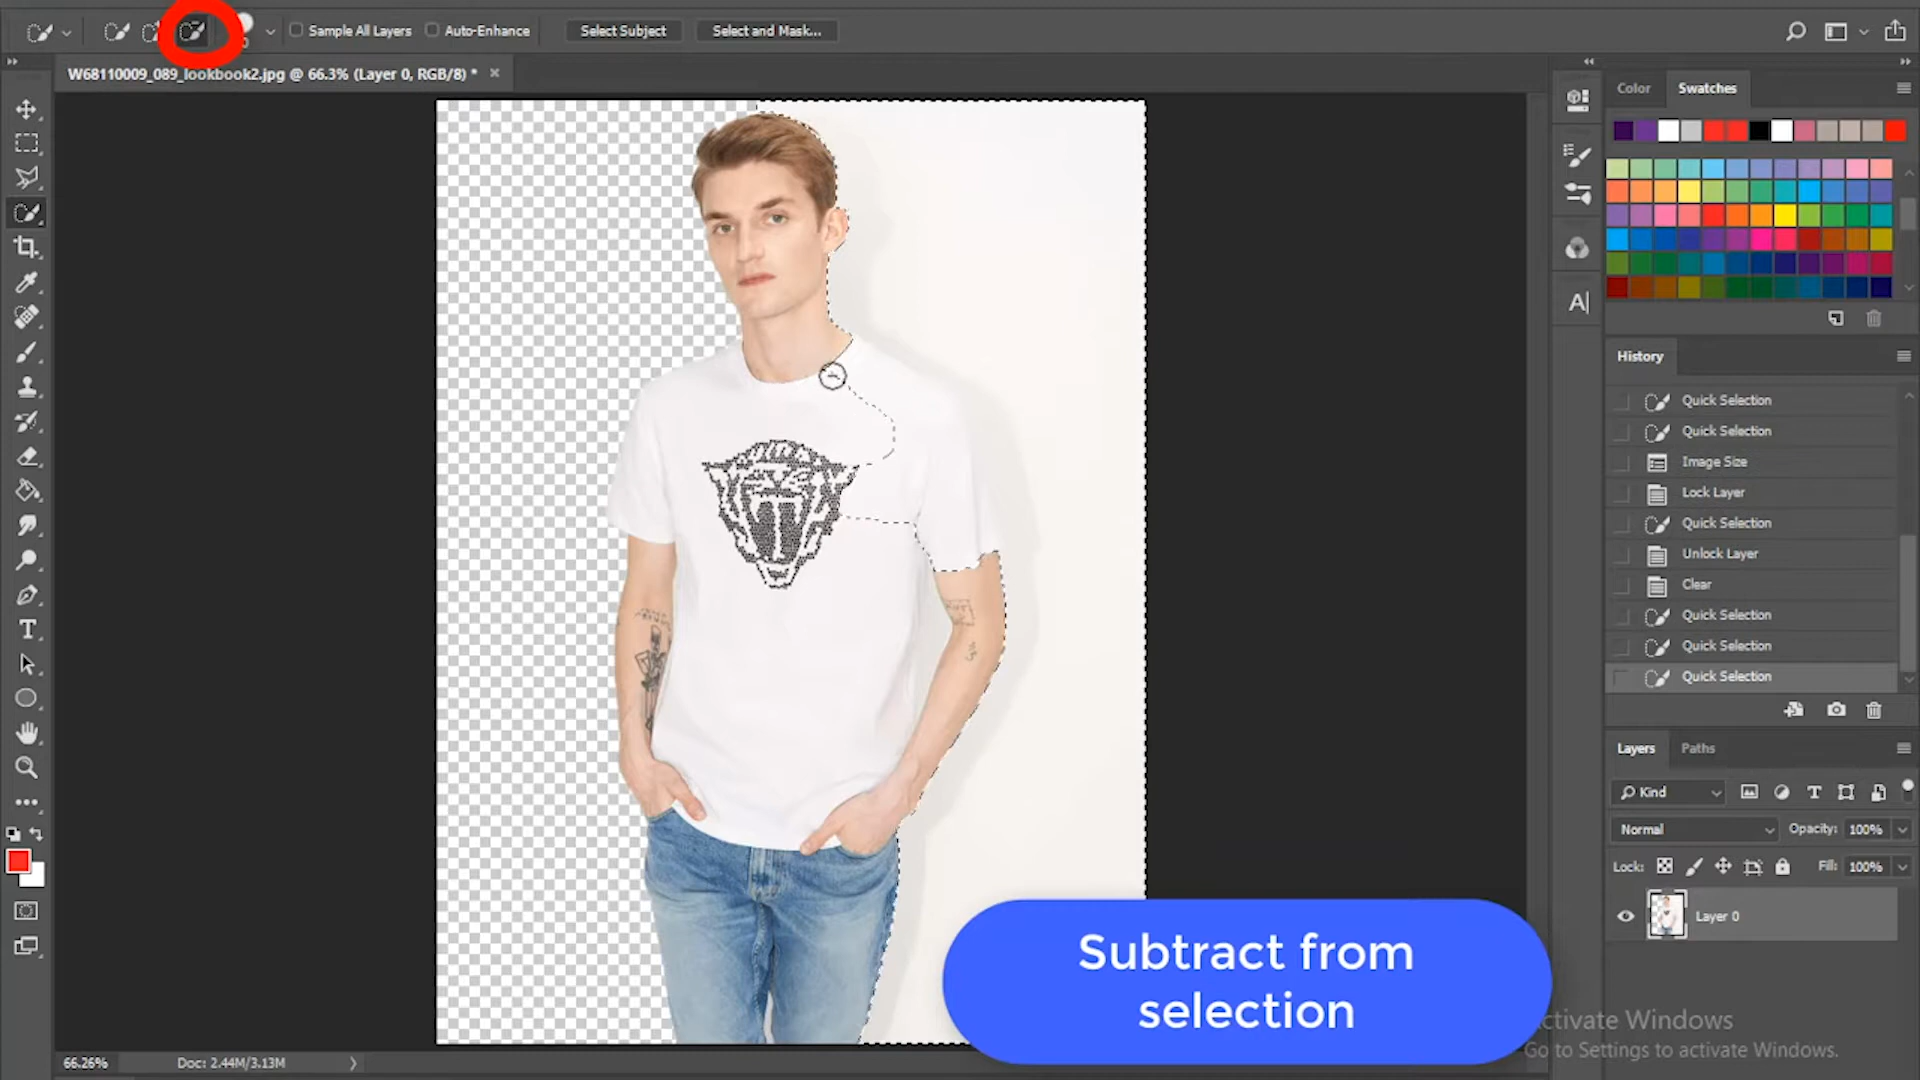 Sample All Layers
Auto-Enhance
Select Subject
Select and Mask...
W68110009_089_lookbook2.jpg @ 66.3% (Layer 0, RGB/8) *
Color
Swatches
History
Quick Selection
Quick Selection
Image Size
Lock Layer
Quick Selection
Unlock Layer
Clear
Quick Selection
Quick Selection
Quick Selection
Layers
Paths
Kind
Normal
Opacity: 100%
Lock:
Fill: 100%
Layer 0
Subtract from
selection
Activate Windows
Go to Settings to activate Windows.
66.26%
Doc: 2.44M/3.13M